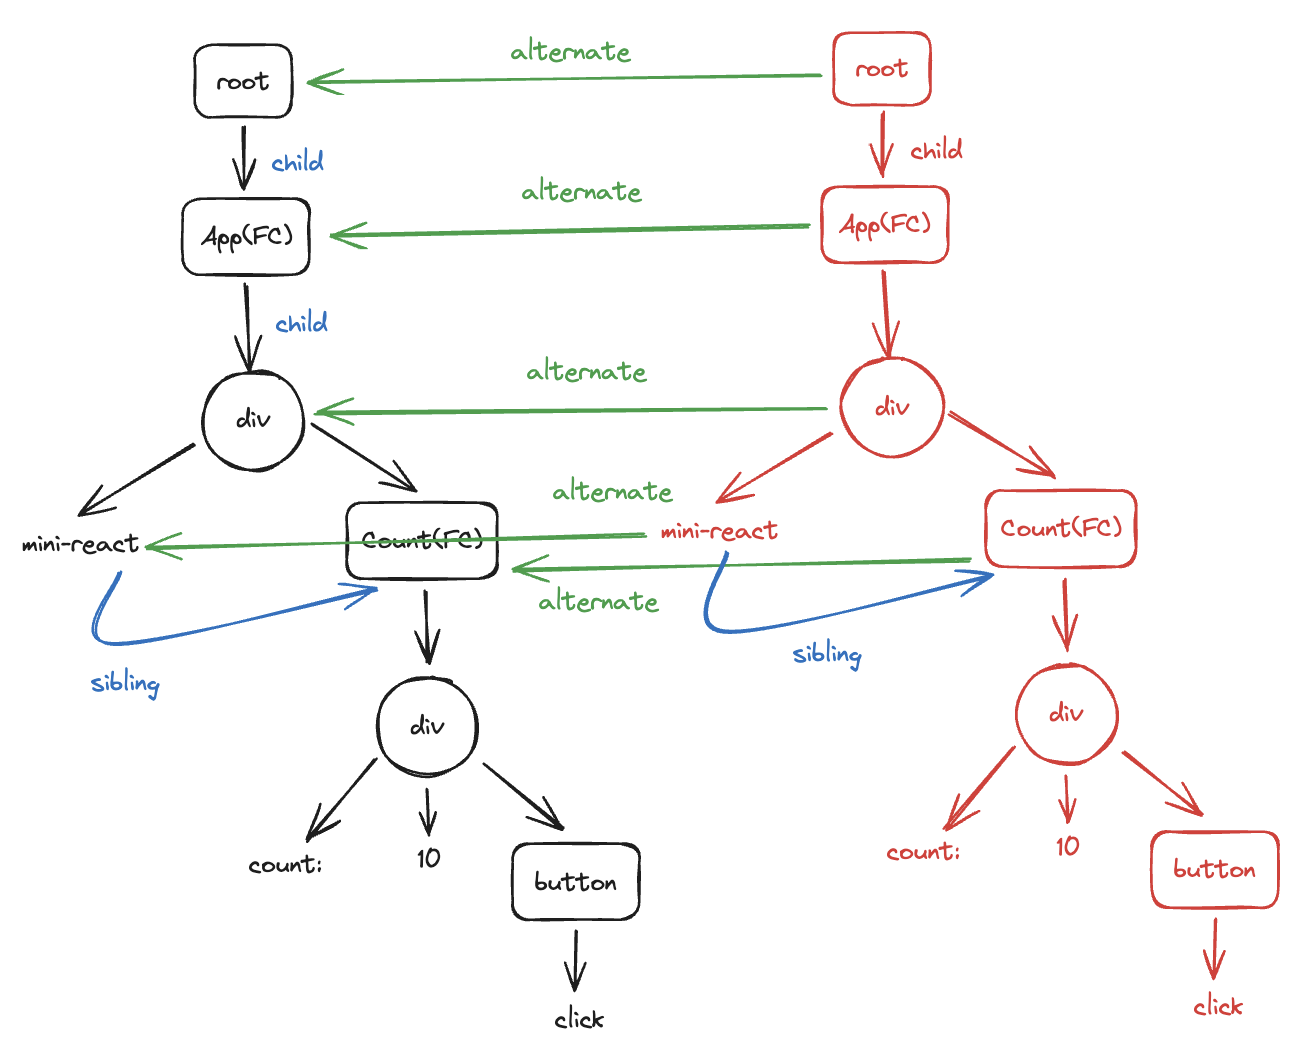 alternate
root
root
child
child
alternate
App(FC)
App(FC)
child
alternate
div
div
alternate
mini-react
Count(FC)
mini-react
Count(FC)
alternate
sibling
sibling
div
div
count:
10
button
count:
10
button
click
click